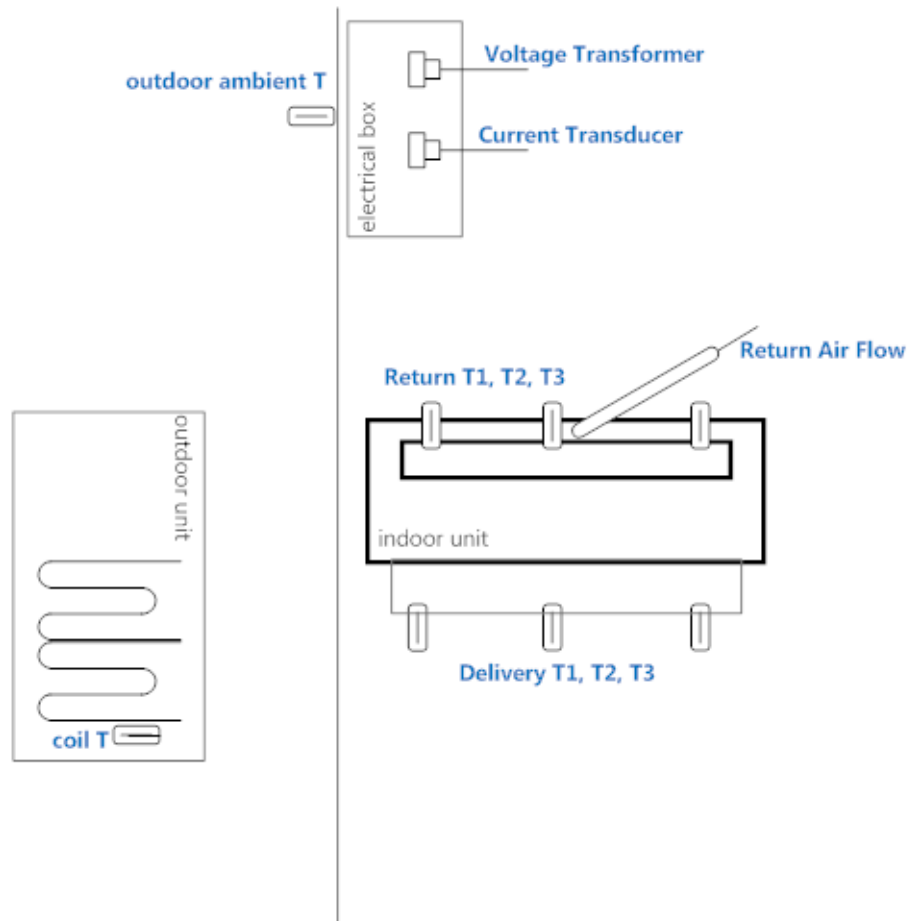 Voltage Transformer
outdoor ambient T
Current Transducer
electrical box
Return Air Flow
Return T1, T2, T3
outdoor unit
indoor unit
Delivery T1, T2, T3
coil T